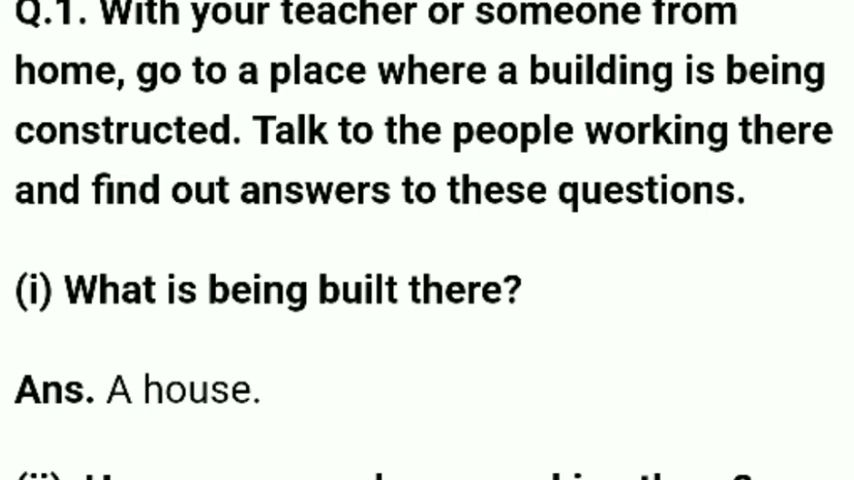 Q.1. With your teacher or someone from
home, go to a place where a building is being
constructed. Talk to the people working there
and find out answers to these questions.
(i) What is being built there?
Ans. A house.